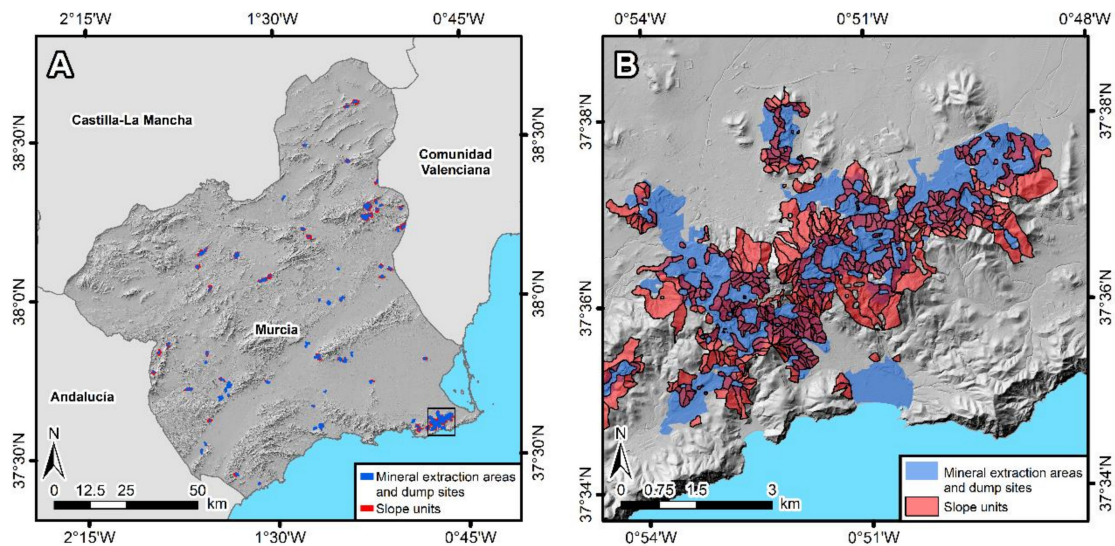 2°15'W
1°30'W
0°45'W
A
Castilla-La Mancha
Comunidad
Valenciana
Murcia
Andalucía
38°30'N
38°0'N
37°30'N
38°30'N
38°0'N
37°30'N
N
0
12.5
25
50
km
Mineral extraction areas
and dump sites
Slope units
2°15'W
1°30'W
0°45'W
0°54'W
0°51'W
0°48'W
B
37°38'N
37°36'N
37°34'N
37°38'N
37°36'N
37°34'N
N
0
0.75
1.5
3
km
Mineral extraction areas
and dump sites
Slope units
0°54'W
0°51'W